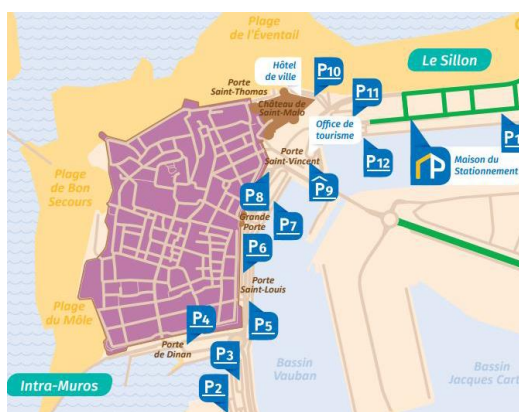 Plage
de l'Éventail
Hôtel
de ville
P10
Le Sillon
Porte
Saint-Thomas
Château de
Saint-Malo
P11
Office de
tourisme
Porte
Saint-Vincent
P12
Maison du
Stationnement
Plage
de Bon
Secours
P8
P9
Grande
Porte
P7
P6
Porte
Saint-Louis
Plage
du Môle
P4
P5
Porte
de Dinan
P3
Bassin
Vauban
Bassin
Intra-Muros
P2